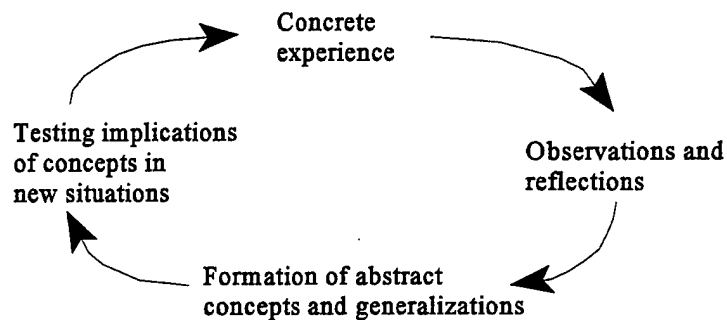 Concrete
experience
Observations and
reflections
Formation of abstract
concepts and generalizations
Testing implications
of concepts in
new situations